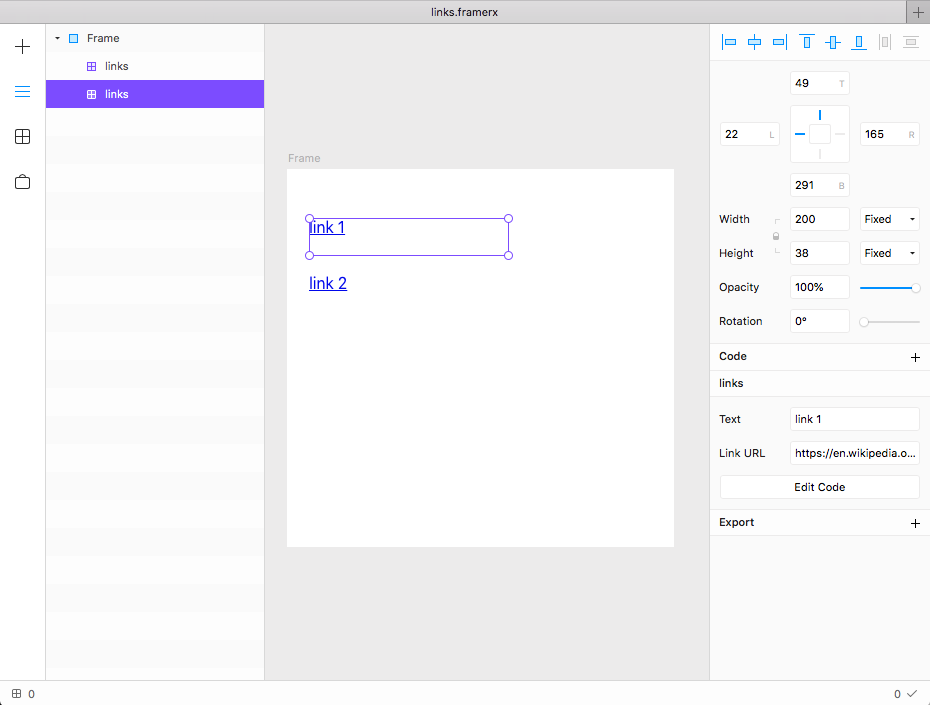 links.framerx
Frame
links
links
Frame
link 1
link 2
49 T
22 L
165 R
291 B
Width 200 Fixed
Height 38 Fixed
Opacity 100%
Rotation 0°
Code
links
Text link 1
Link URL https://en.wikipedia.o...
Edit Code
Export
0
0